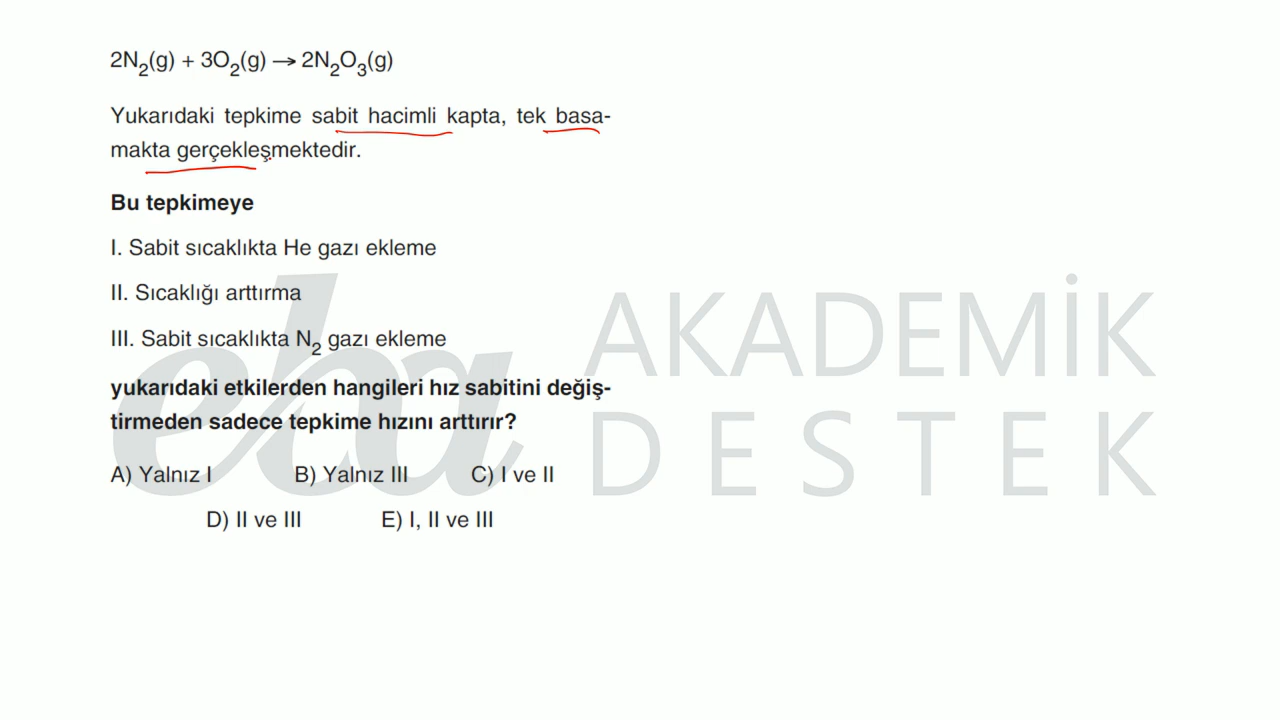 2N₂(g) + 3O₂(g) → 2N₂O₃(g)
Yukarıdaki tepkime sabit hacimli kapta, tek basa-
makta gerçekleşmektedir.
Bu tepkimeye
I. Sabit sıcaklıkta He gazı ekleme
II. Sıcaklığı arttırma
III. Sabit sıcaklıkta N₂ gazı ekleme
yukarıdaki etkilerden hangileri hız sabitini değiş-
tirmeden sadece tepkime hızını arttırır?
A) Yalnız I B) Yalnız III C) I ve II
D) II ve III E) I, II ve III
eba AKADEMİK
DESTEK